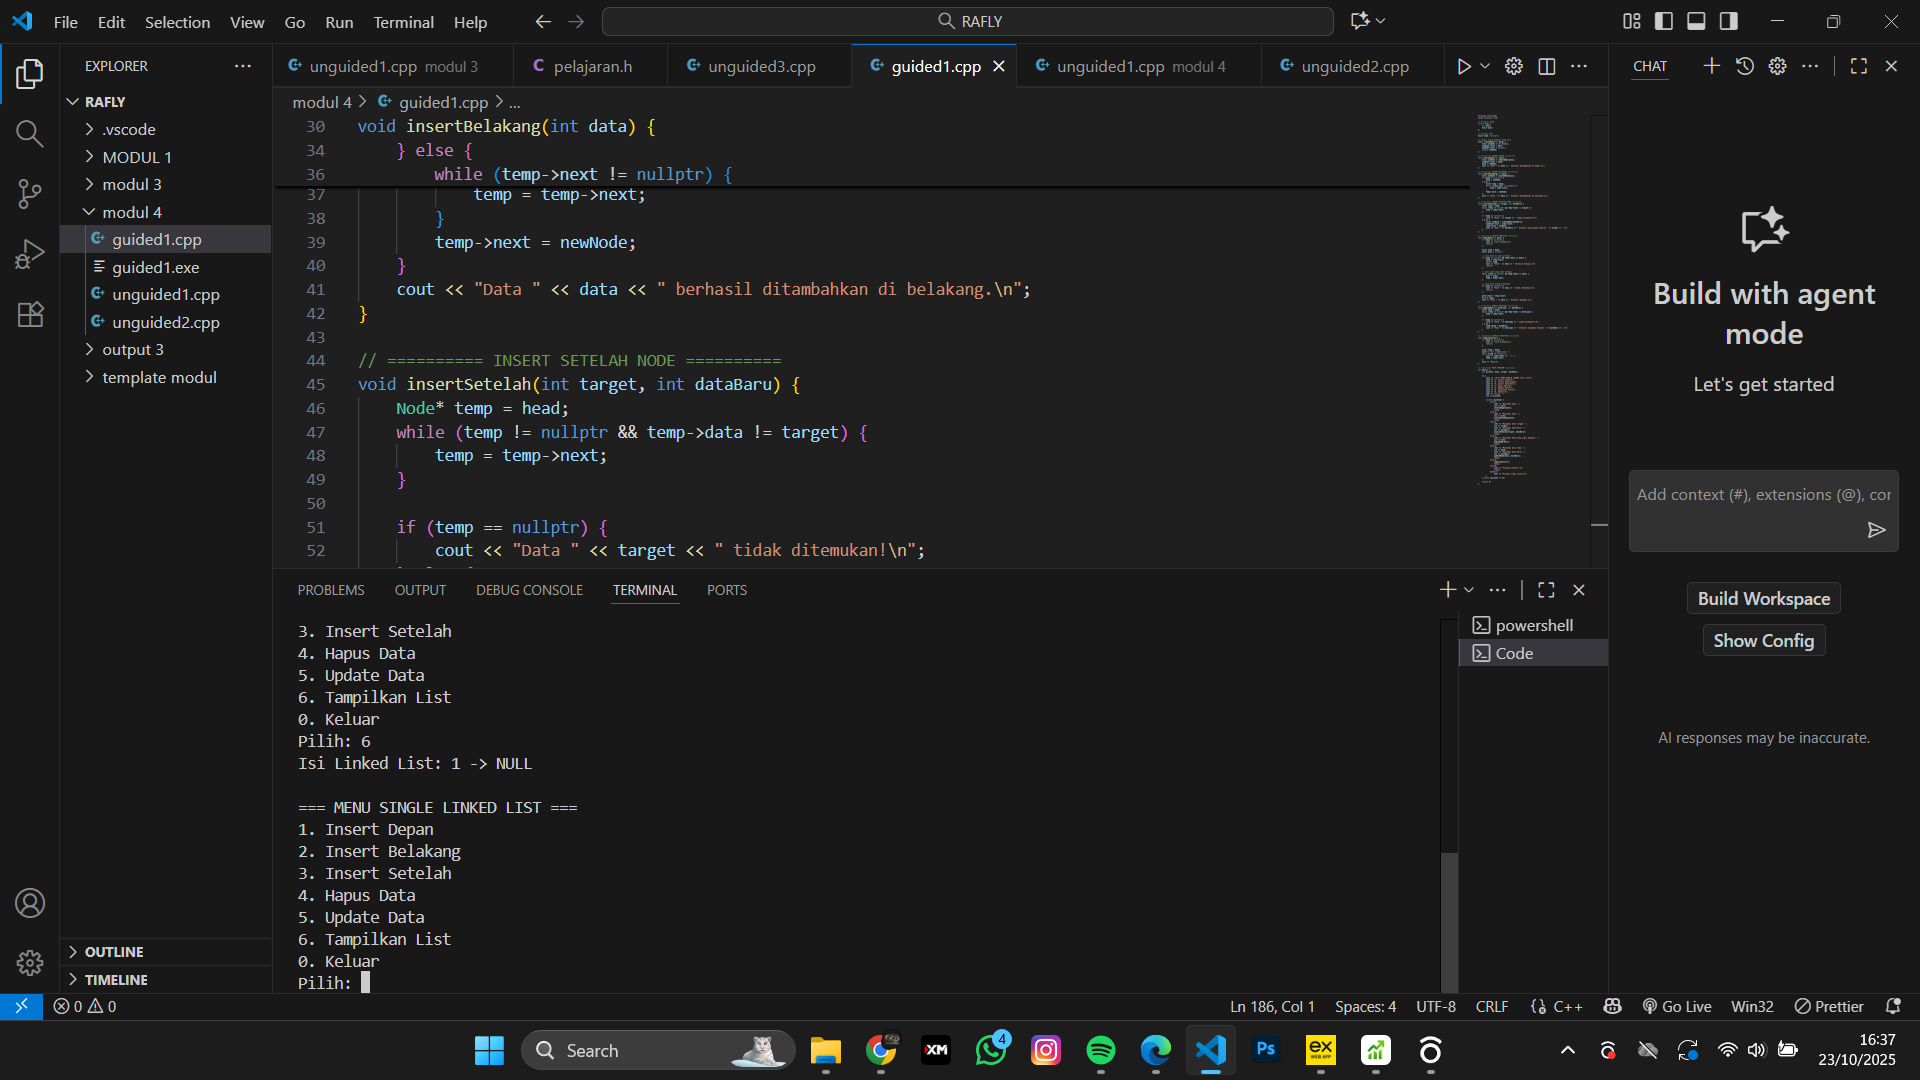 File Edit Selection View Go Run Terminal Help
RAFLY
EXPLORER
unguided1.cpp modul 3
pelajaran.h
unguided3.cpp
guided1.cpp
unguided1.cpp modul 4
unguided2.cpp
CHAT
RAFLY
.vscode
MODUL 1
modul 3
modul 4
guided1.cpp
guided1.exe
unguided1.cpp
unguided2.cpp
output 3
template modul
OUTLINE
TIMELINE
modul 4 > guided1.cpp > ...
30 void insertBelakang(int data) {
34 } else {
36 while (temp->next != nullptr) {
37 temp = temp->next;
38 }
39 temp->next = newNode;
40 }
41 cout << "Data " << data << " berhasil ditambahkan di belakang.\n";
42 }
43
44 // ========== INSERT SETELAH NODE ==========
45 void insertSetelah(int target, int dataBaru) {
46 Node* temp = head;
47 while (temp != nullptr && temp->data != target) {
48 temp = temp->next;
49 }
50
51 if (temp == nullptr) {
52 cout << "Data " << target << " tidak ditemukan!\n";
PROBLEMS OUTPUT DEBUG CONSOLE TERMINAL PORTS
3. Insert Setelah
4. Hapus Data
5. Update Data
6. Tampilkan List
0. Keluar
Pilih: 6
Isi Linked List: 1 -> NULL
=== MENU SINGLE LINKED LIST ===
1. Insert Depan
2. Insert Belakang
3. Insert Setelah
4. Hapus Data
5. Update Data
6. Tampilkan List
0. Keluar
Pilih:
powershell
Code
Build with agent
mode
Let's get started
Add context (#), extensions (@), cor
Build Workspace
Show Config
AI responses may be inaccurate.
0 0
Ln 186, Col 1 Spaces: 4 UTF-8 CRLF {} C++ Go Live Win32 Prettier
Search
XM
4
Ps
ex
WEB APP
16:37
23/10/2025